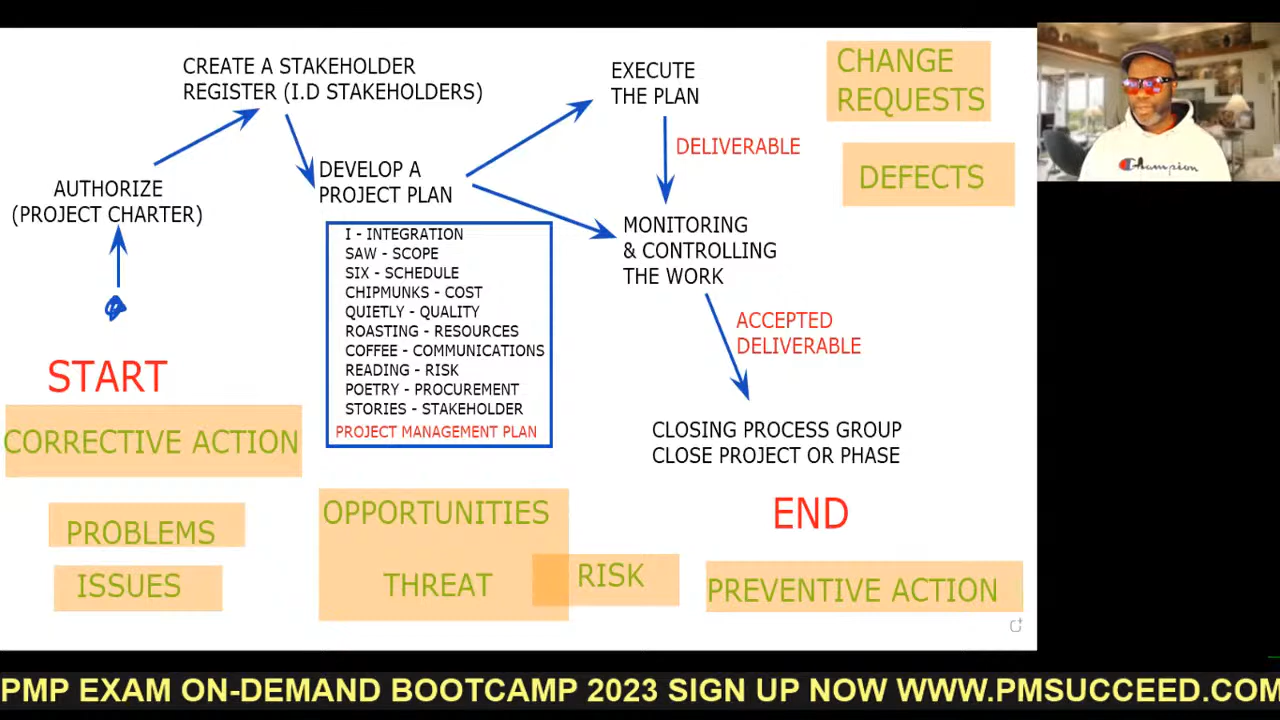 CREATE A STAKEHOLDER
REGISTER (I.D STAKEHOLDERS)
EXECUTE
THE PLAN
CHANGE
REQUESTS
DELIVERABLE
DEFECTS
DEVELOP A
PROJECT PLAN
AUTHORIZE
(PROJECT CHARTER)
I - INTEGRATION
SAW - SCOPE
SIX - SCHEDULE
CHIPMUNKS - COST
QUIETLY - QUALITY
ROASTING - RESOURCES
COFFEE - COMMUNICATIONS
READING - RISK
POETRY - PROCUREMENT
STORIES - STAKEHOLDER
PROJECT MANAGEMENT PLAN
MONITORING
& CONTROLLING
THE WORK
ACCEPTED
DELIVERABLE
START
CORRECTIVE ACTION
CLOSING PROCESS GROUP
CLOSE PROJECT OR PHASE
END
PROBLEMS
ISSUES
OPPORTUNITIES
THREAT
RISK
PREVENTIVE ACTION
Champion
PMP EXAM ON-DEMAND BOOTCAMP 2023 SIGN UP NOW WWW.PMSUCCEED.COM